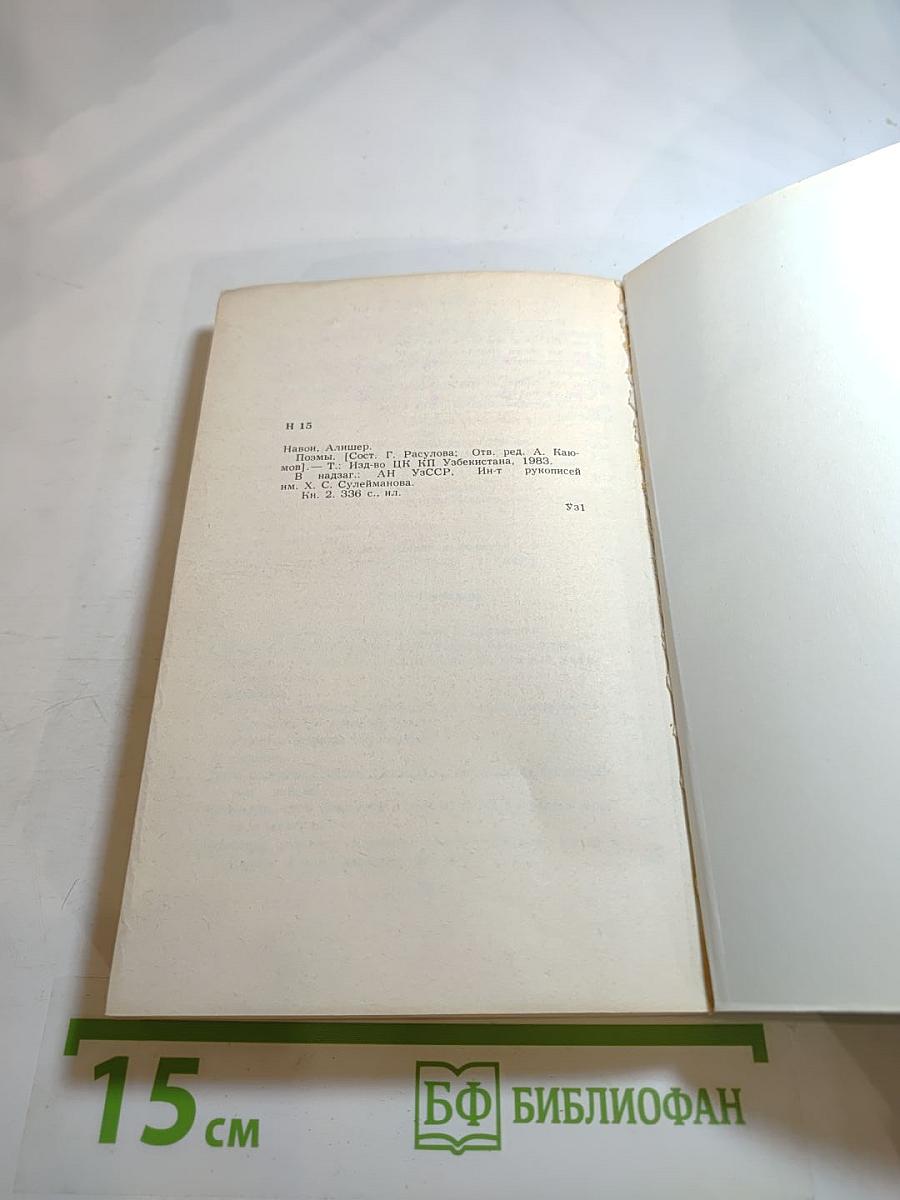 Н 15
Навои, Алишер.
Поэмы. [Сост. Г. Расулова; Отв. ред. А. Каю-
мов].— Т.: Изд-во ЦК КП Узбекистана, 1983.
В надзаг.: АН УзССР, Ин-т рукописей
им. Х. С. Сулейманова.
Кн. 2. 336 с., ил.
Уз1
15 см
БФ БИБЛИОФАН